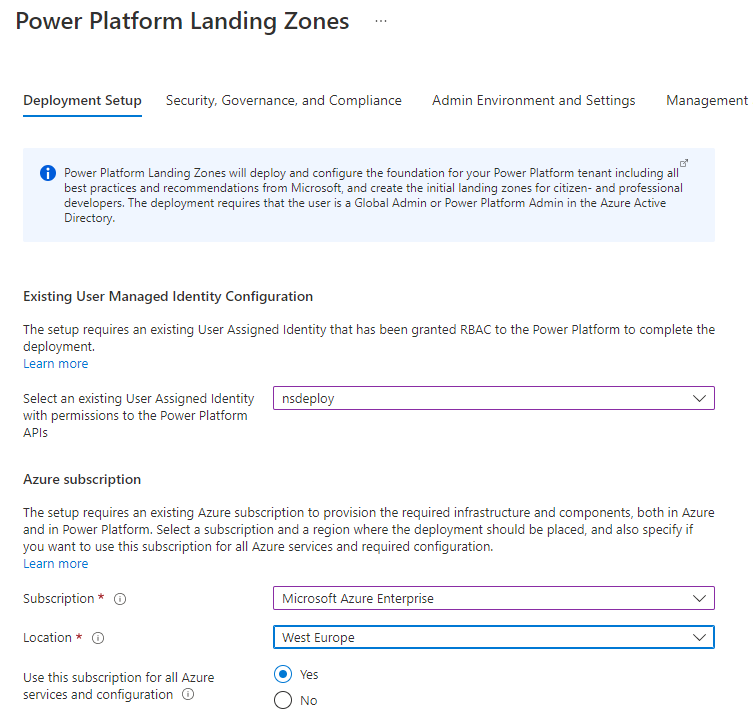 Power Platform Landing Zones ...
Deployment Setup Security, Governance, and Compliance Admin Environment and Settings Management
Power Platform Landing Zones will deploy and configure the foundation for your Power Platform tenant including all
best practices and recommendations from Microsoft, and create the initial landing zones for citizen- and professional
developers. The deployment requires that the user is a Global Admin or Power Platform Admin in the Azure Active
Directory.
Existing User Managed Identity Configuration
The setup requires an existing User Assigned Identity that has been granted RBAC to the Power Platform to complete the
deployment.
Learn more
Select an existing User Assigned Identity
with permissions to the Power Platform
APIs
nsdeploy
Azure subscription
The setup requires an existing Azure subscription to provision the required infrastructure and components, both in Azure
and in Power Platform. Select a subscription and a region where the deployment should be placed, and also specify if
you want to use this subscription for all Azure services and required configuration.
Learn more
Subscription * Microsoft Azure Enterprise
Location * West Europe
Use this subscription for all Azure
services and configuration
Yes
No